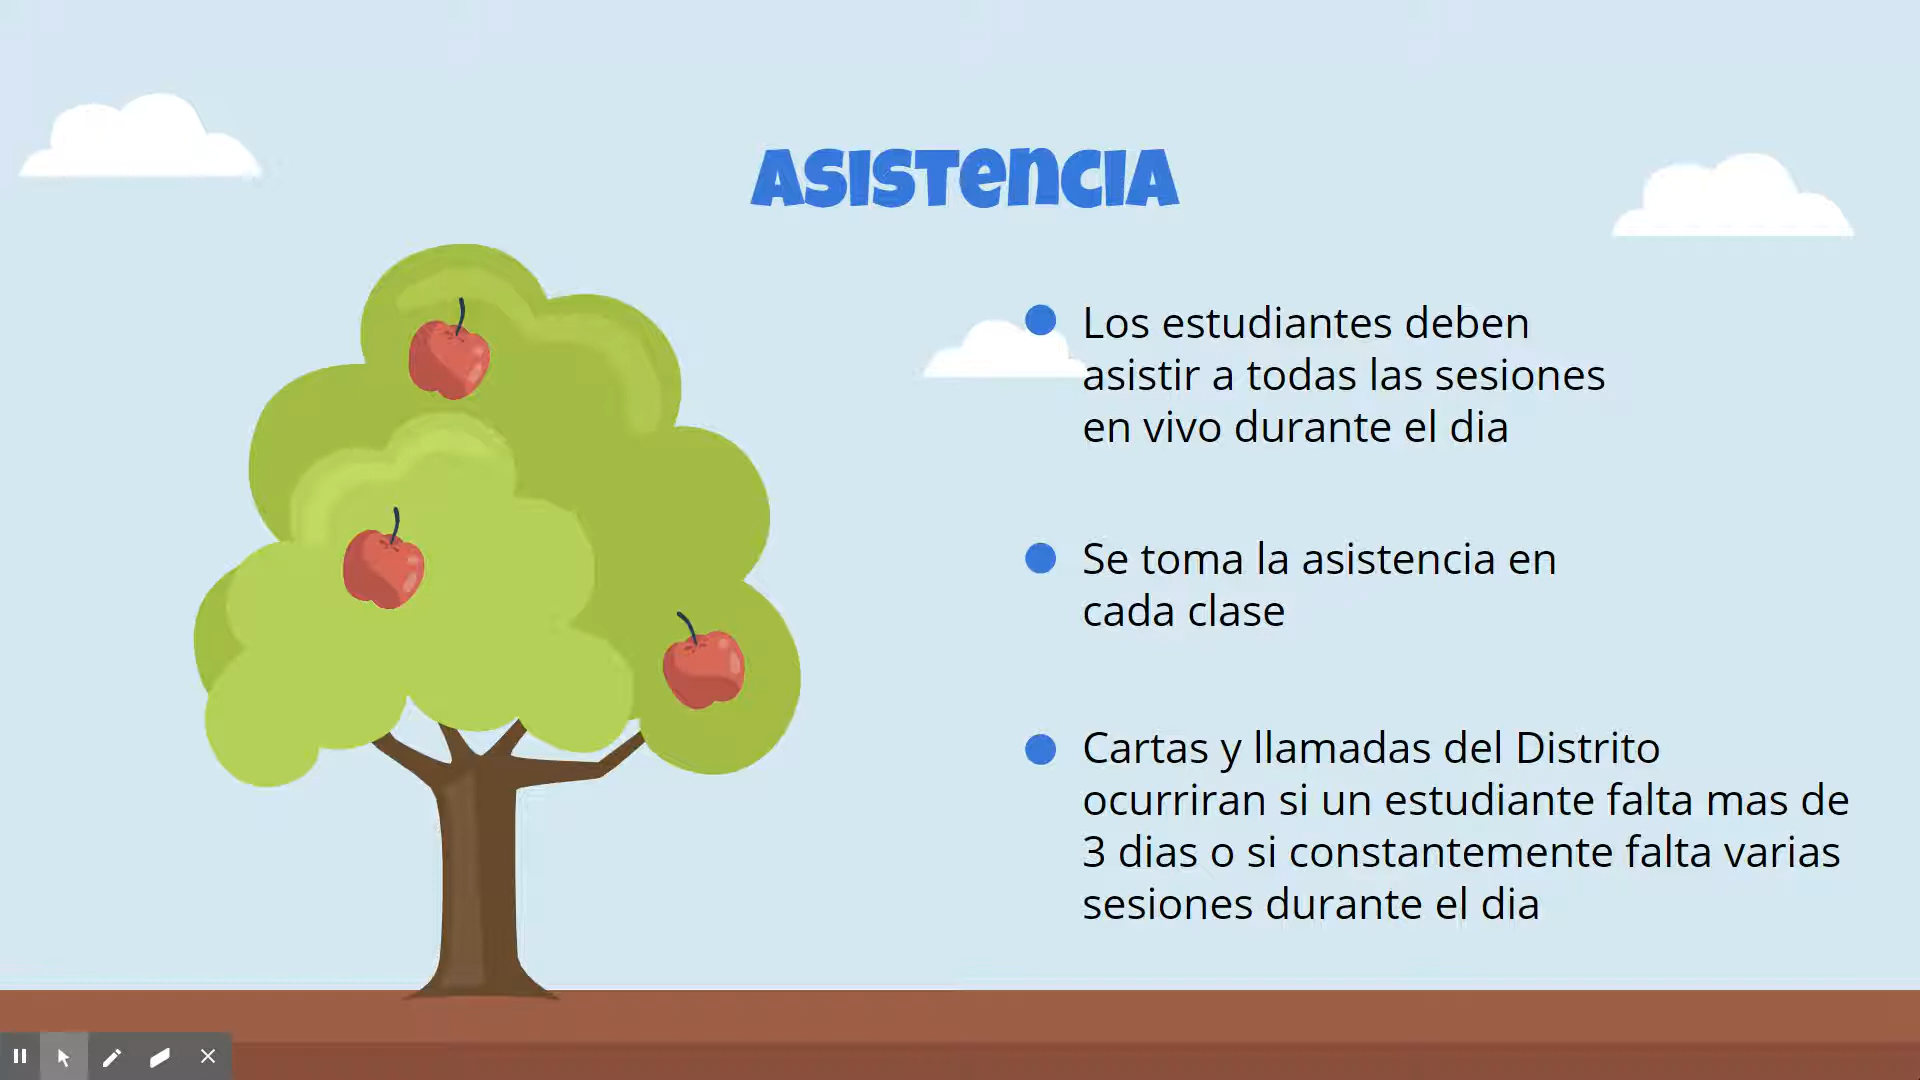 ASISTENCIA
Los estudiantes deben
asistir a todas las sesiones
en vivo durante el dia
Se toma la asistencia en
cada clase
Cartas y llamadas del Distrito
ocurriran si un estudiante falta mas de
3 dias o si constantemente falta varias
sesiones durante el dia